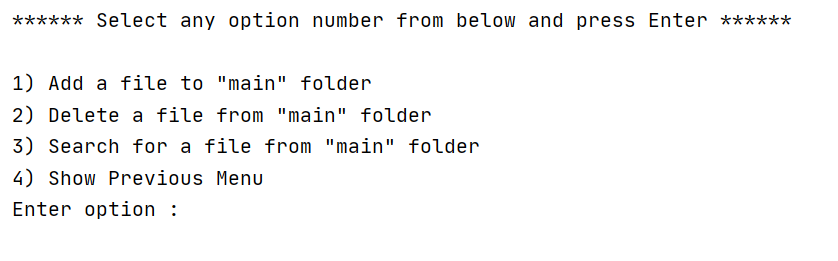 ****** Select any option number from below and press Enter ******
1) Add a file to "main" folder
2) Delete a file from "main" folder
3) Search for a file from "main" folder
4) Show Previous Menu
Enter option :